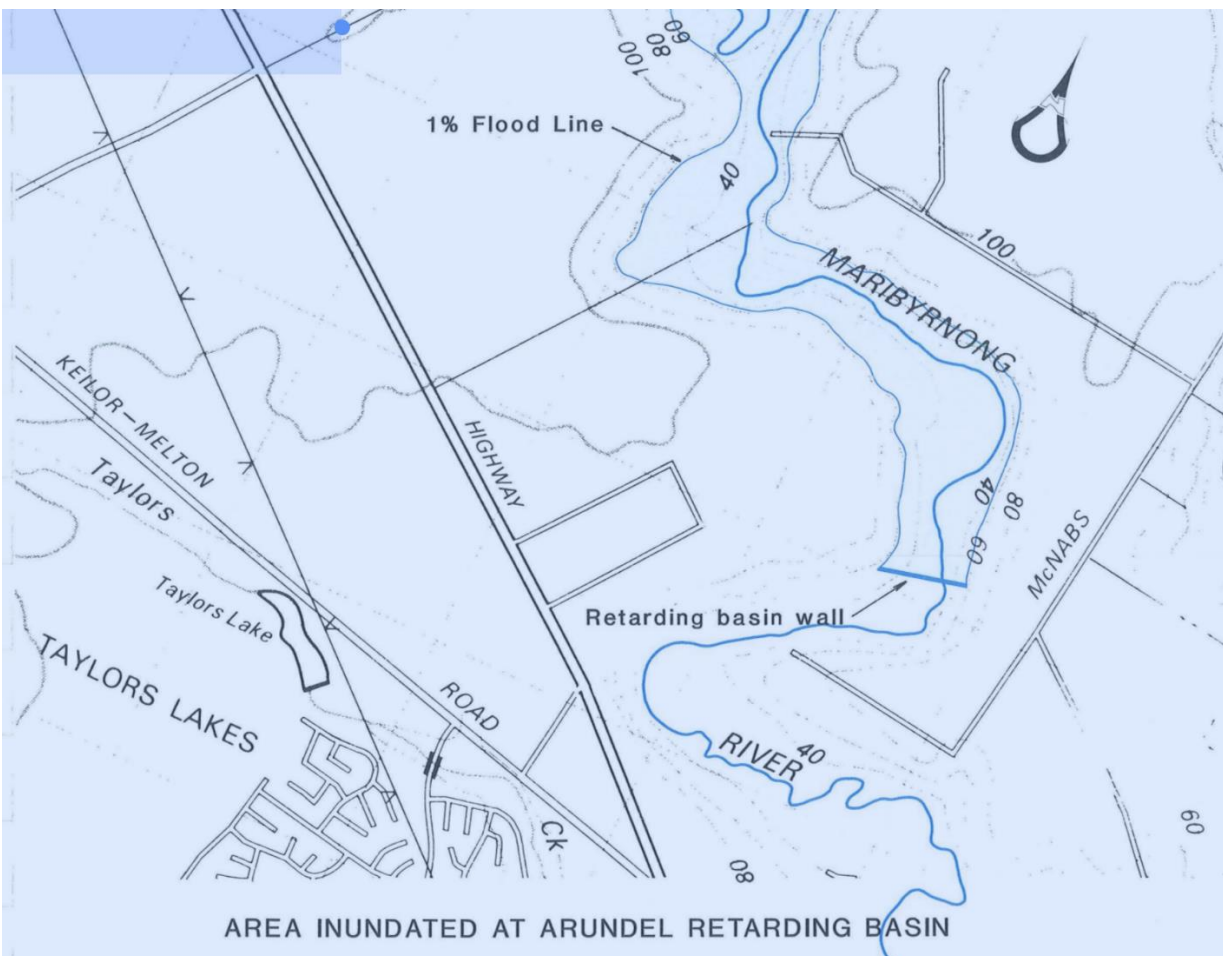 60
80
100
1% Flood Line
40
100
MARIBYRNONG
KEILOR-MELTON
HIGHWAY
Taylors
40
80
60
McNABS
Taylors Lake
Retarding basin wall
TAYLORS LAKES
ROAD
RIVER
40
Ck
80
60
AREA INUNDATED AT ARUNDEL RETARDING BASIN